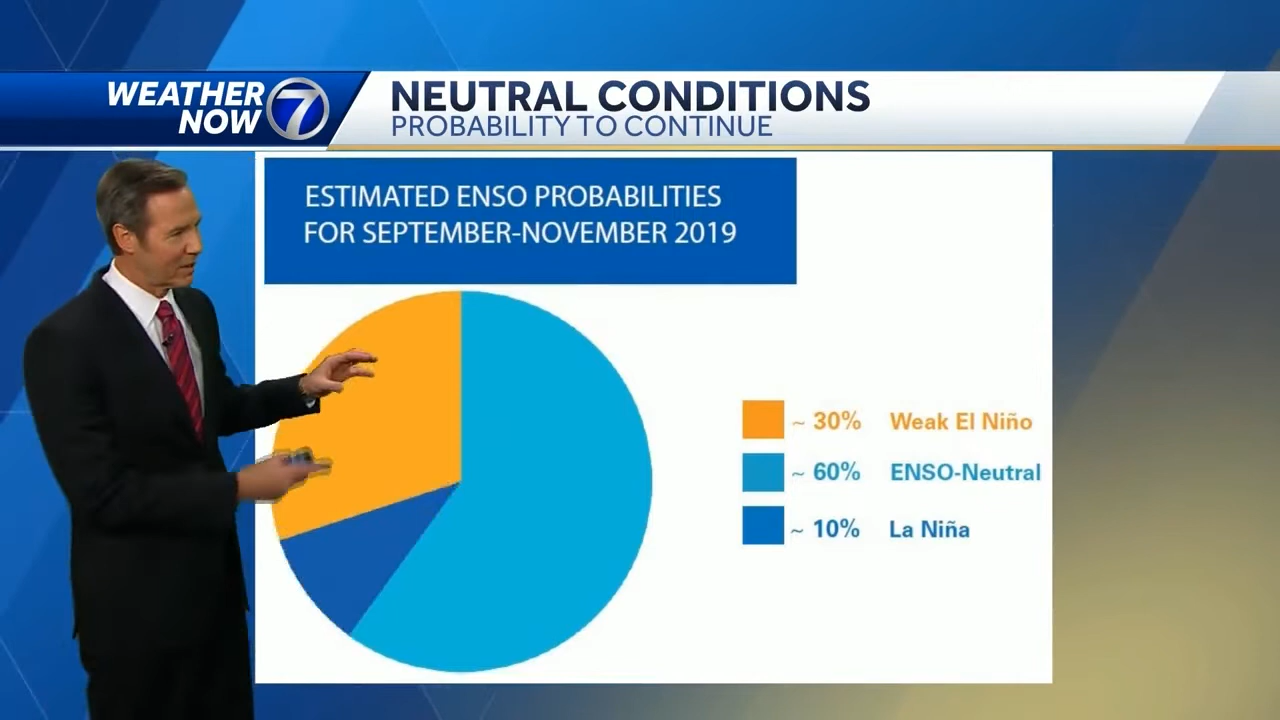 WEATHER
NOW 7
NEUTRAL CONDITIONS
PROBABILITY TO CONTINUE
ESTIMATED ENSO PROBABILITIES
FOR SEPTEMBER-NOVEMBER 2019
~ 30% Weak El Niño
~ 60% ENSO-Neutral
~ 10% La Niña